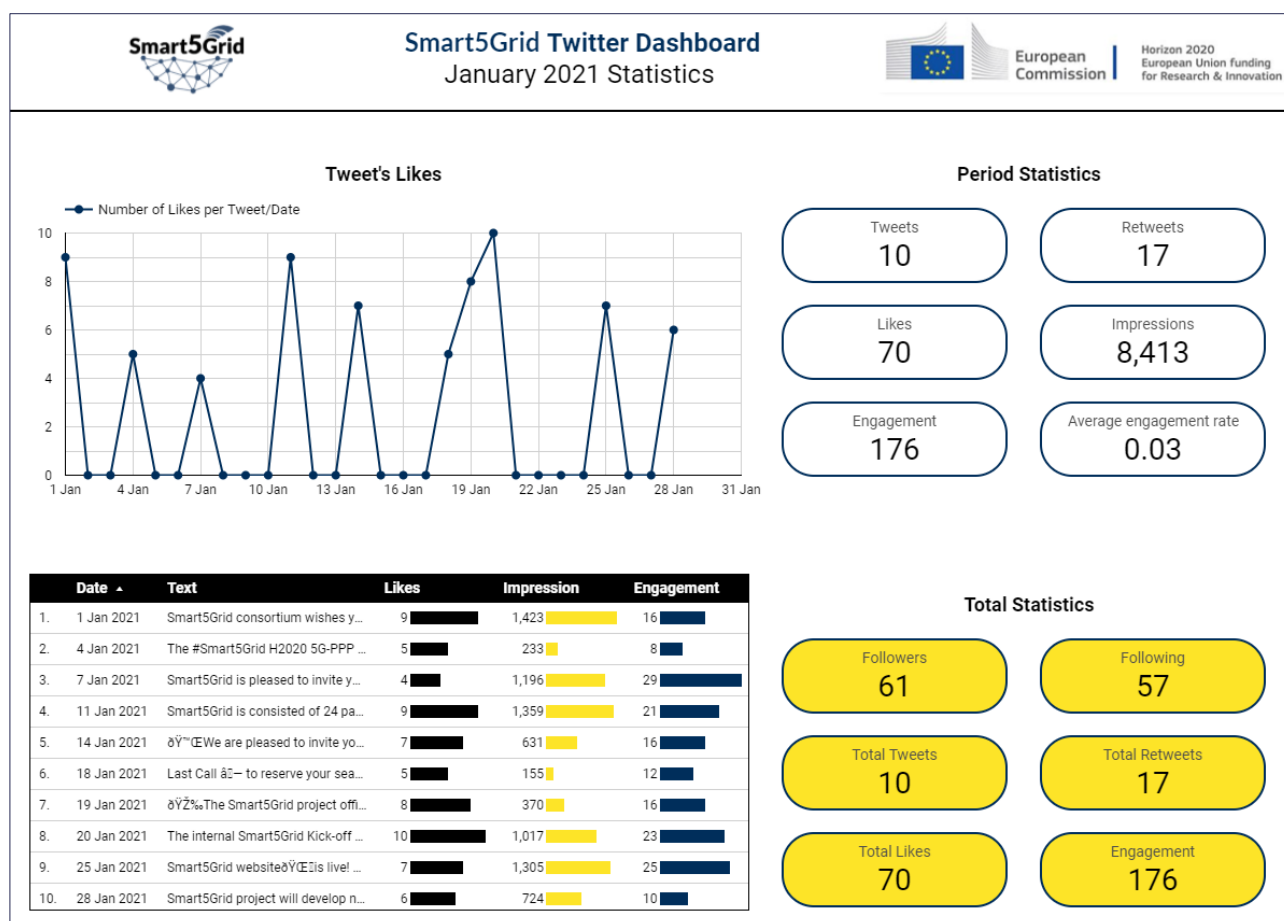 Smart5Grid
Smart5Grid Twitter Dashboard
January 2021 Statistics
European
Commission
Horizon 2020
European Union funding
for Research & Innovation
Tweet's Likes
Number of Likes per Tweet/Date
10
8
6
4
2
0
1 Jan 4 Jan 7 Jan 10 Jan 13 Jan 16 Jan 19 Jan 22 Jan 25 Jan 28 Jan 31 Jan
Period Statistics
Tweets
10
Retweets
17
Likes
70
Impressions
8,413
Engagement
176
Average engagement rate
0.03
Date Text Likes Impression Engagement
1. 1 Jan 2021 Smart5Grid consortium wishes y... 9 1,423 16
2. 4 Jan 2021 The #Smart5Grid H2020 5G-PPP ... 5 233 8
3. 7 Jan 2021 Smart5Grid is pleased to invite y... 4 1,196 29
4. 11 Jan 2021 Smart5Grid is consisted of 24 pa... 9 1,359 21
5. 14 Jan 2021 ðŸ™ŒWe are pleased to invite yo... 7 631 16
6. 18 Jan 2021 Last Call — to reserve your sea... 5 155 12
7. 19 Jan 2021 ðŸŽ‰The Smart5Grid project offi... 8 370 16
8. 20 Jan 2021 The internal Smart5Grid Kick-off ... 10 1,017 23
9. 25 Jan 2021 Smart5Grid website is live! ... 7 1,305 25
10. 28 Jan 2021 Smart5Grid project will develop n... 6 724 10
Total Statistics
Followers
61
Following
57
Total Tweets
10
Total Retweets
17
Total Likes
70
Engagement
176